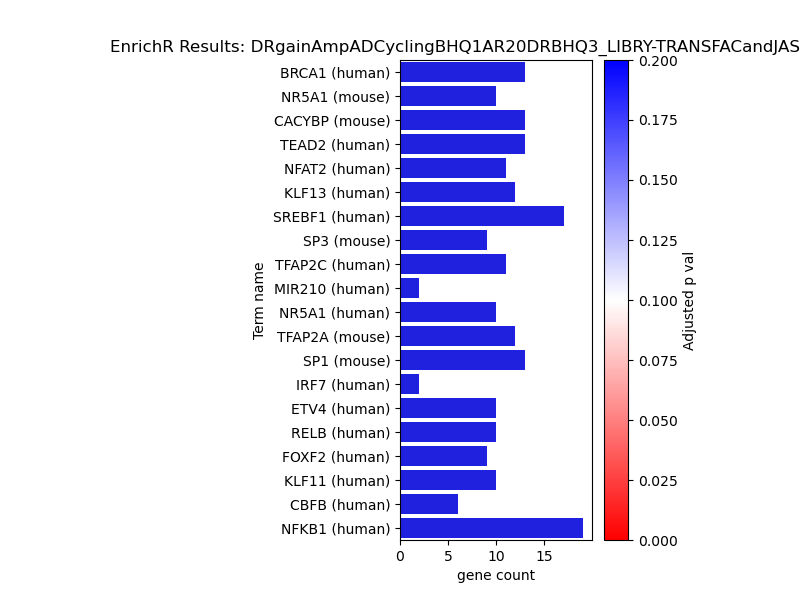 EnrichR Results: DRgainAmpADCyclingBHQ1AR20DRBHQ3_LIBRY-TRANSFACandJAS
BRCA1 (human)
NR5A1 (mouse)
CACYBP (mouse)
TEAD2 (human)
NFAT2 (human)
KLF13 (human)
SREBF1 (human)
SP3 (mouse)
TFAP2C (human)
MIR210 (human)
NR5A1 (human)
TFAP2A (mouse)
SP1 (mouse)
IRF7 (human)
ETV4 (human)
RELB (human)
FOXF2 (human)
KLF11 (human)
CBFB (human)
NFKB1 (human)
Term name
0 5 10 15
gene count
0.200
0.175
0.150
0.125
0.100
0.075
0.050
0.025
0.000
Adjusted p val